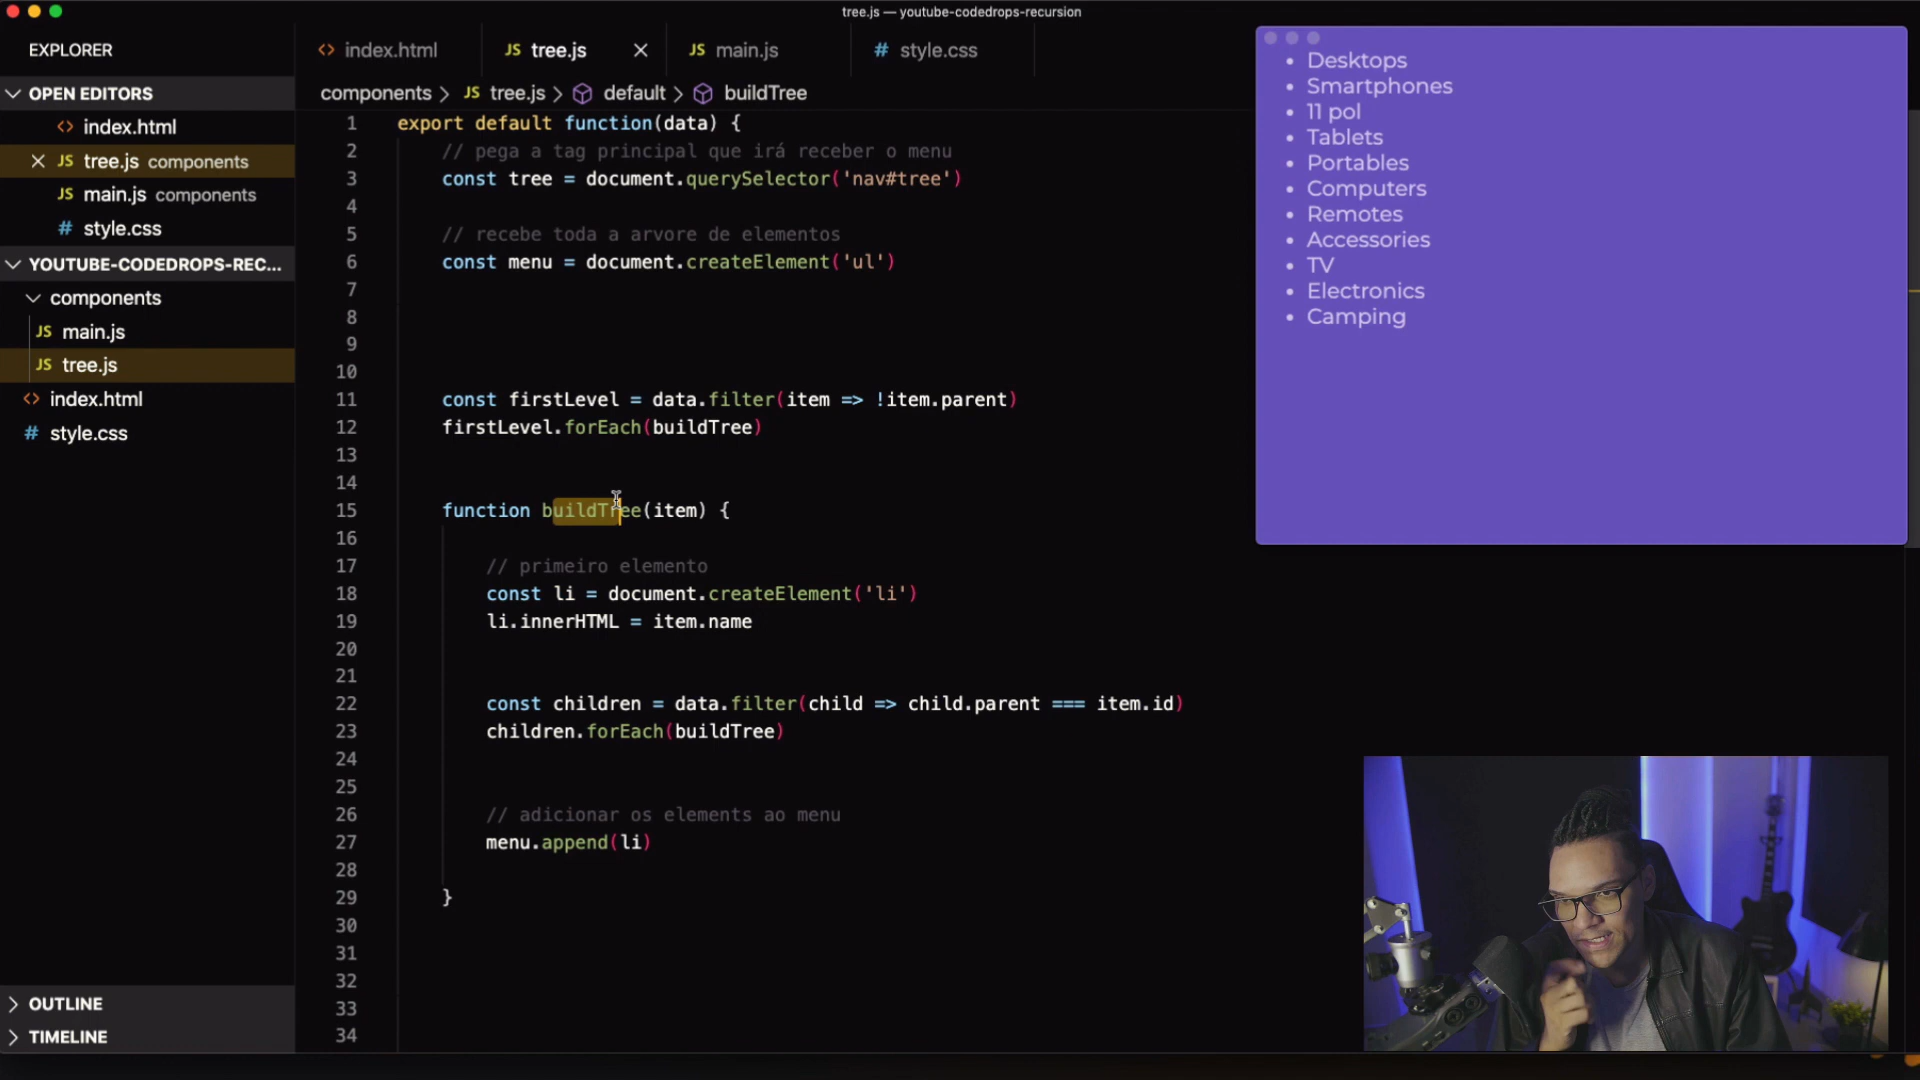 tree.js — youtube-codedrops-recursion
EXPLORER
OPEN EDITORS
index.html
tree.js components
main.js components
style.css
YOUTUBE-CODEDROPS-REC...
components
main.js
tree.js
index.html
style.css
OUTLINE
TIMELINE
index.html
JS tree.js
JS main.js
# style.css
components > JS tree.js > default > buildTree
1 export default function(data) {
2 // pega a tag principal que irá receber o menu
3 const tree = document.querySelector('nav#tree')
4
5 // recebe toda a arvore de elementos
6 const menu = document.createElement('ul')
7
8
9
10
11 const firstLevel = data.filter(item => !item.parent)
12 firstLevel.forEach(buildTree)
13
14
15 function buildTree(item) {
16
17 // primeiro elemento
18 const li = document.createElement('li')
19 li.innerHTML = item.name
20
21
22 const children = data.filter(child => child.parent === item.id)
23 children.forEach(buildTree)
24
25
26 // adicionar os elements ao menu
27 menu.append(li)
28
29 }
30
31
32
33
34
• Desktops
• Smartphones
• 11 pol
• Tablets
• Portables
• Computers
• Remotes
• Accessories
• TV
• Electronics
• Camping